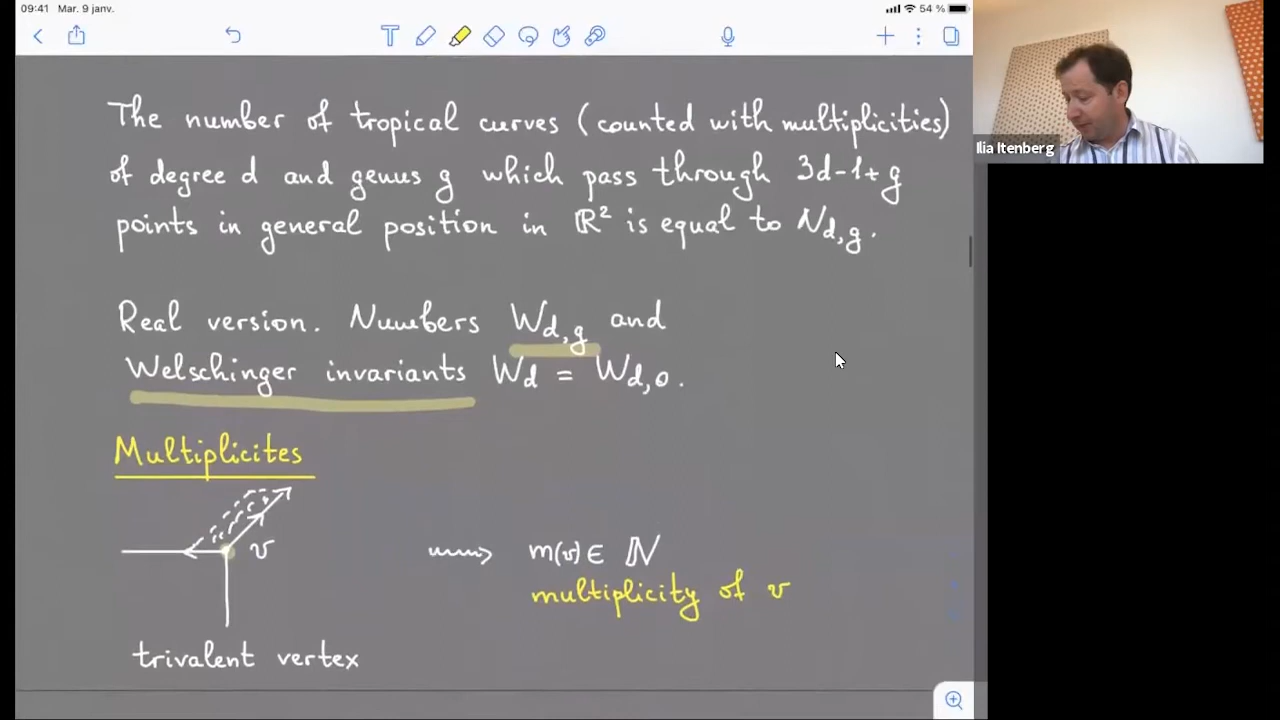 09:41 Mar. 9 janv.
54 %
The number of tropical curves (counted with multiplicities)
of degree d and genus g which pass through 3d-1+g
points in general position in ℝ² is equal to N_{d,g}.
Ilia Itenberg
Real version. Numbers W_{d,g} and
Welschinger invariants W_d = W_{d,0}.
Multiplicites
v
m(v) ∈ ℕ
multiplicity of v
trivalent vertex